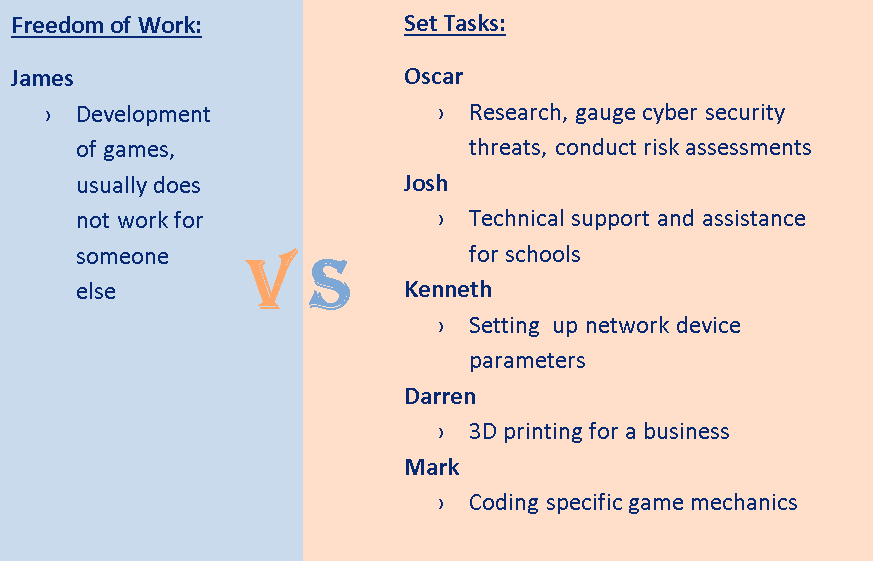 Freedom of Work:
James
› Development
of games,
usually does
not work for
someone
else
VS
Set Tasks:
Oscar
› Research, gauge cyber security
threats, conduct risk assessments
Josh
› Technical support and assistance
for schools
Kenneth
› Setting  up network device
parameters
Darren
› 3D printing for a business
Mark
› Coding specific game mechanics